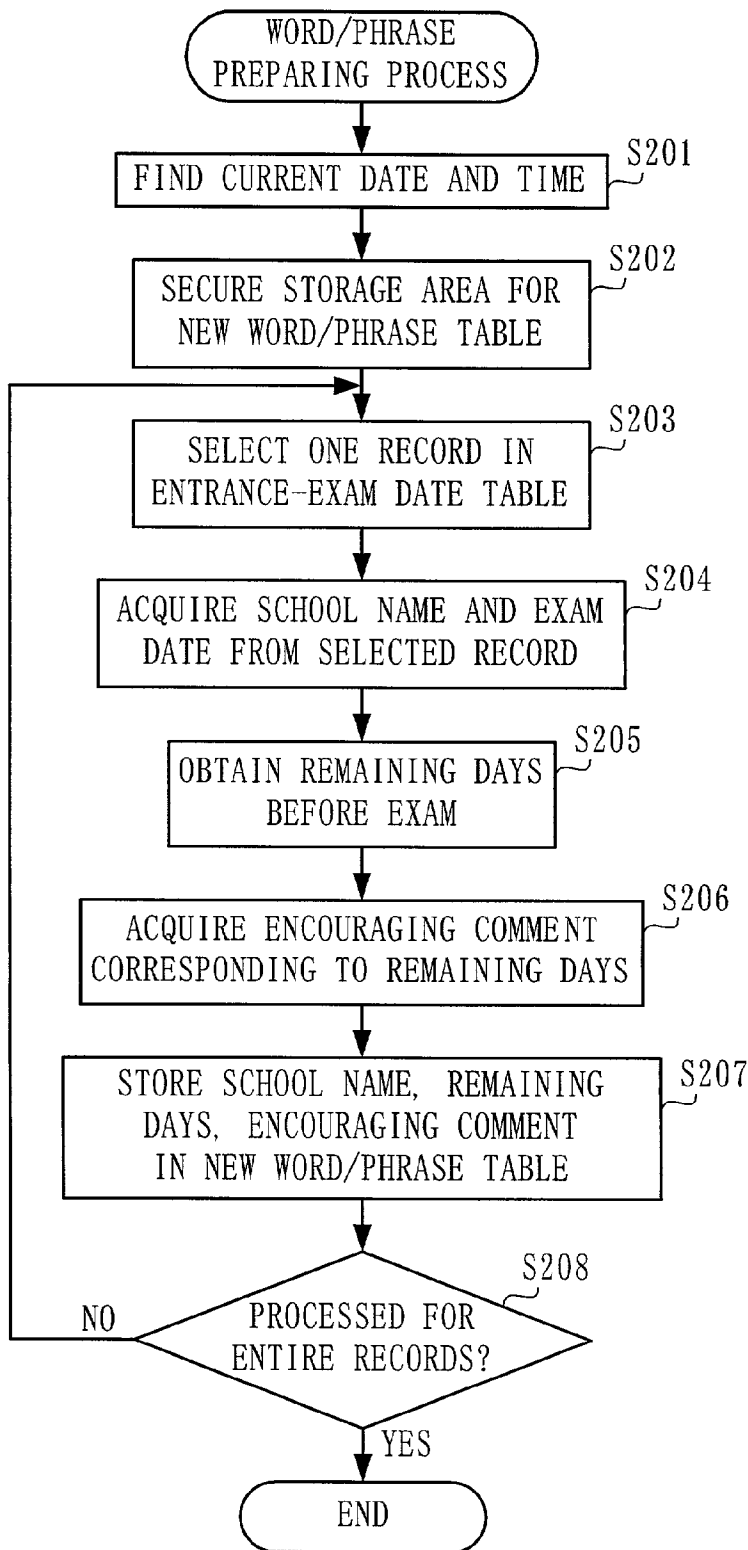 WORD/PHRASE
PREPARING PROCESS
S201
FIND CURRENT DATE AND TIME
S202
SECURE STORAGE AREA FOR
NEW WORD/PHRASE TABLE
S203
SELECT ONE RECORD IN
ENTRANCE-EXAM DATE TABLE
S204
ACQUIRE SCHOOL NAME AND EXAM
DATE FROM SELECTED RECORD
S205
OBTAIN REMAINING DAYS
BEFORE EXAM
S206
ACQUIRE ENCOURAGING COMMENT
CORRESPONDING TO REMAINING DAYS
S207
STORE SCHOOL NAME, REMAINING
DAYS, ENCOURAGING COMMENT
IN NEW WORD/PHRASE TABLE
S208
NO
PROCESSED FOR
ENTIRE RECORDS?
YES
END